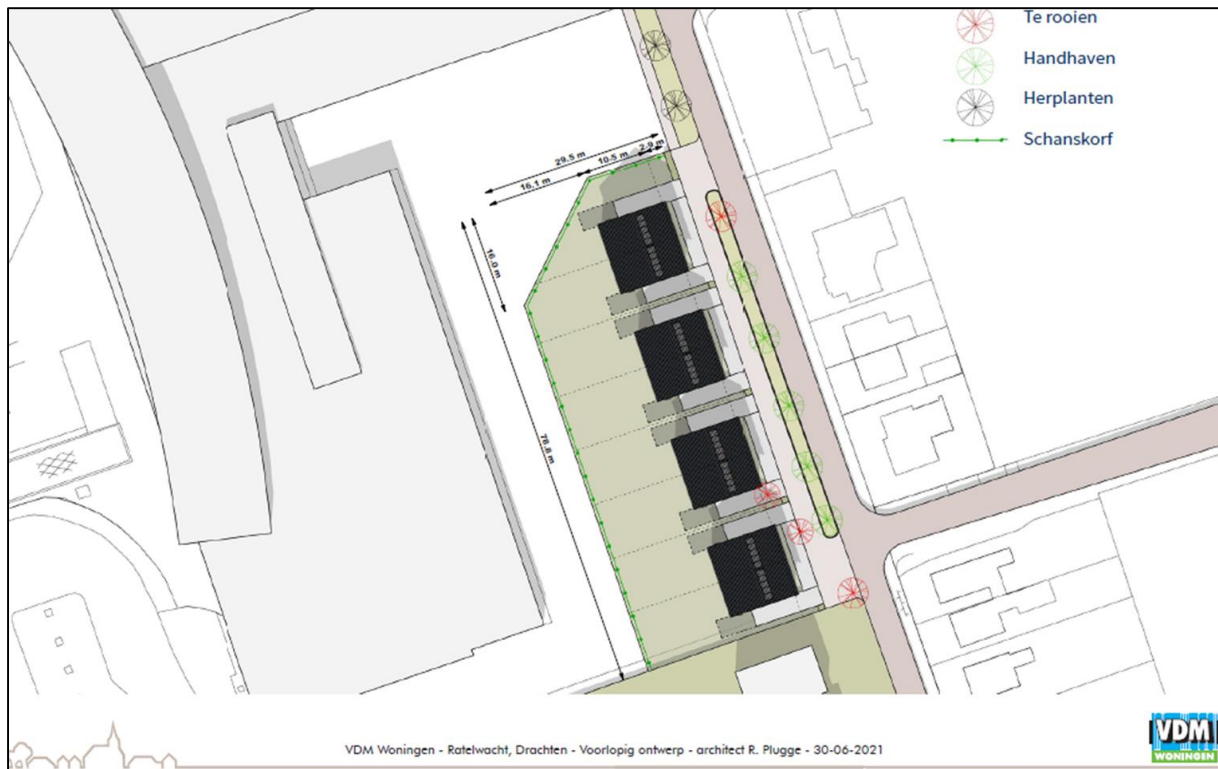 Te rooien
Handhaven
Herplanten
Schanskorf
29.5 m
10.5 m
2.9 m
16.1 m
16.0 m
78.8 m
VDM Woningen - Ratelwacht, Drachten - Voorlopig ontwerp - architect R. Plugge - 30-06-2021
VDM
WONINGEN